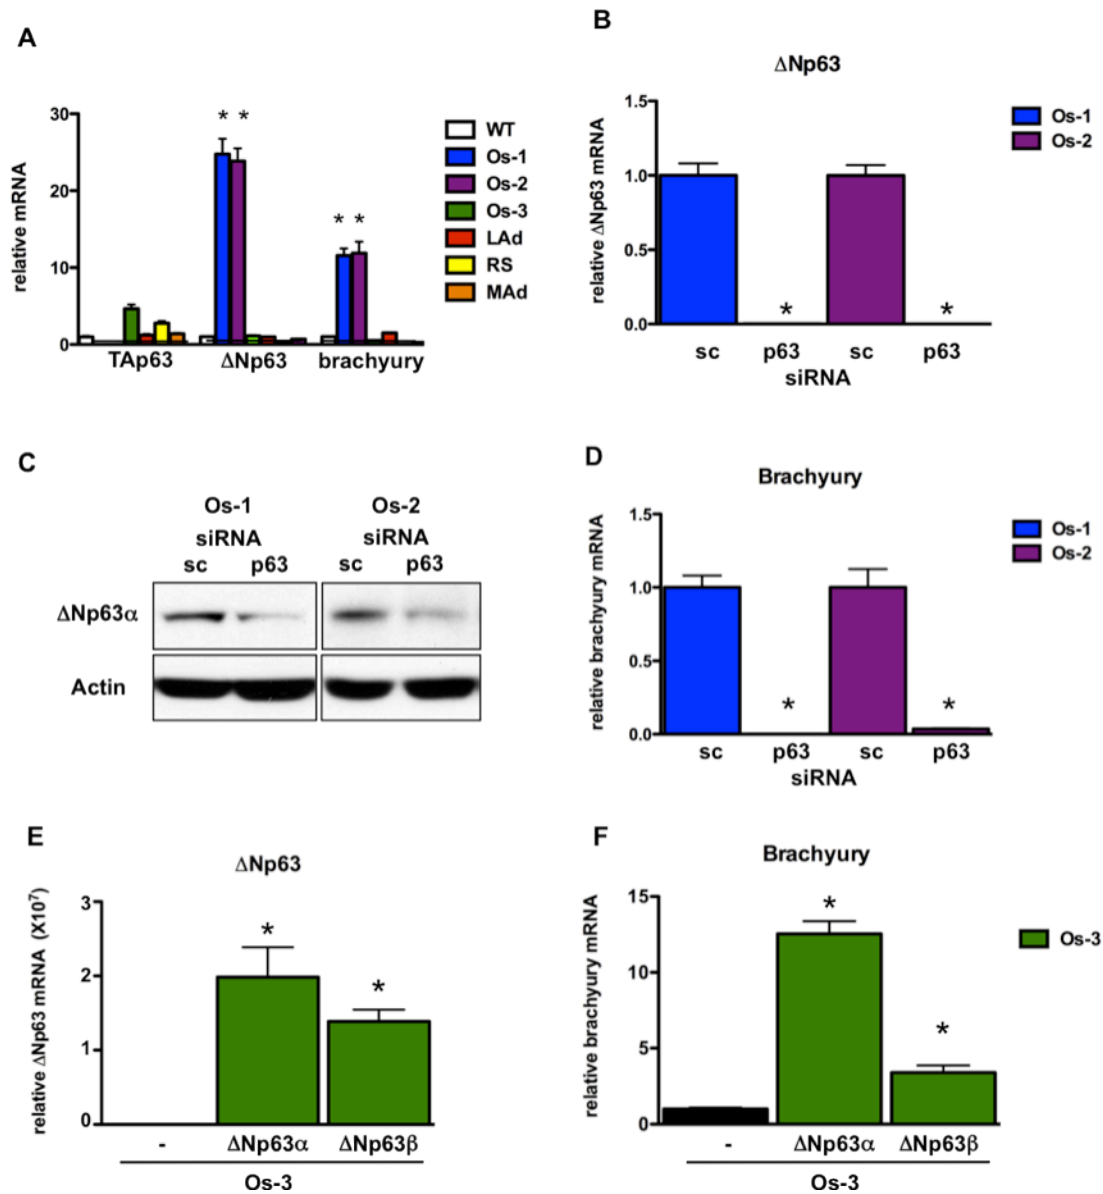 A
30
20
10
0
relative mRNA
* *
* *
TAp63 ΔNp63 brachyury
WT
Os-1
Os-2
Os-3
LAd
RS
MAd
B
ΔNp63
1.5
1.0
0.5
0.0
relative ΔNp63 mRNA
* *
sc p63 sc p63
siRNA
Os-1
Os-2
C
Os-1 Os-2
siRNA siRNA
sc p63 sc p63
ΔNp63α
Actin
D
Brachyury
1.5
1.0
0.5
0.0
relative brachyury mRNA
* *
sc p63 sc p63
siRNA
Os-1
Os-2
E
ΔNp63
3
2
1
0
relative ΔNp63 mRNA (X10⁷)
* *
- ΔNp63α ΔNp63β
Os-3
F
Brachyury
15
10
5
0
relative brachyury mRNA
* *
- ΔNp63α ΔNp63β
Os-3
Os-3